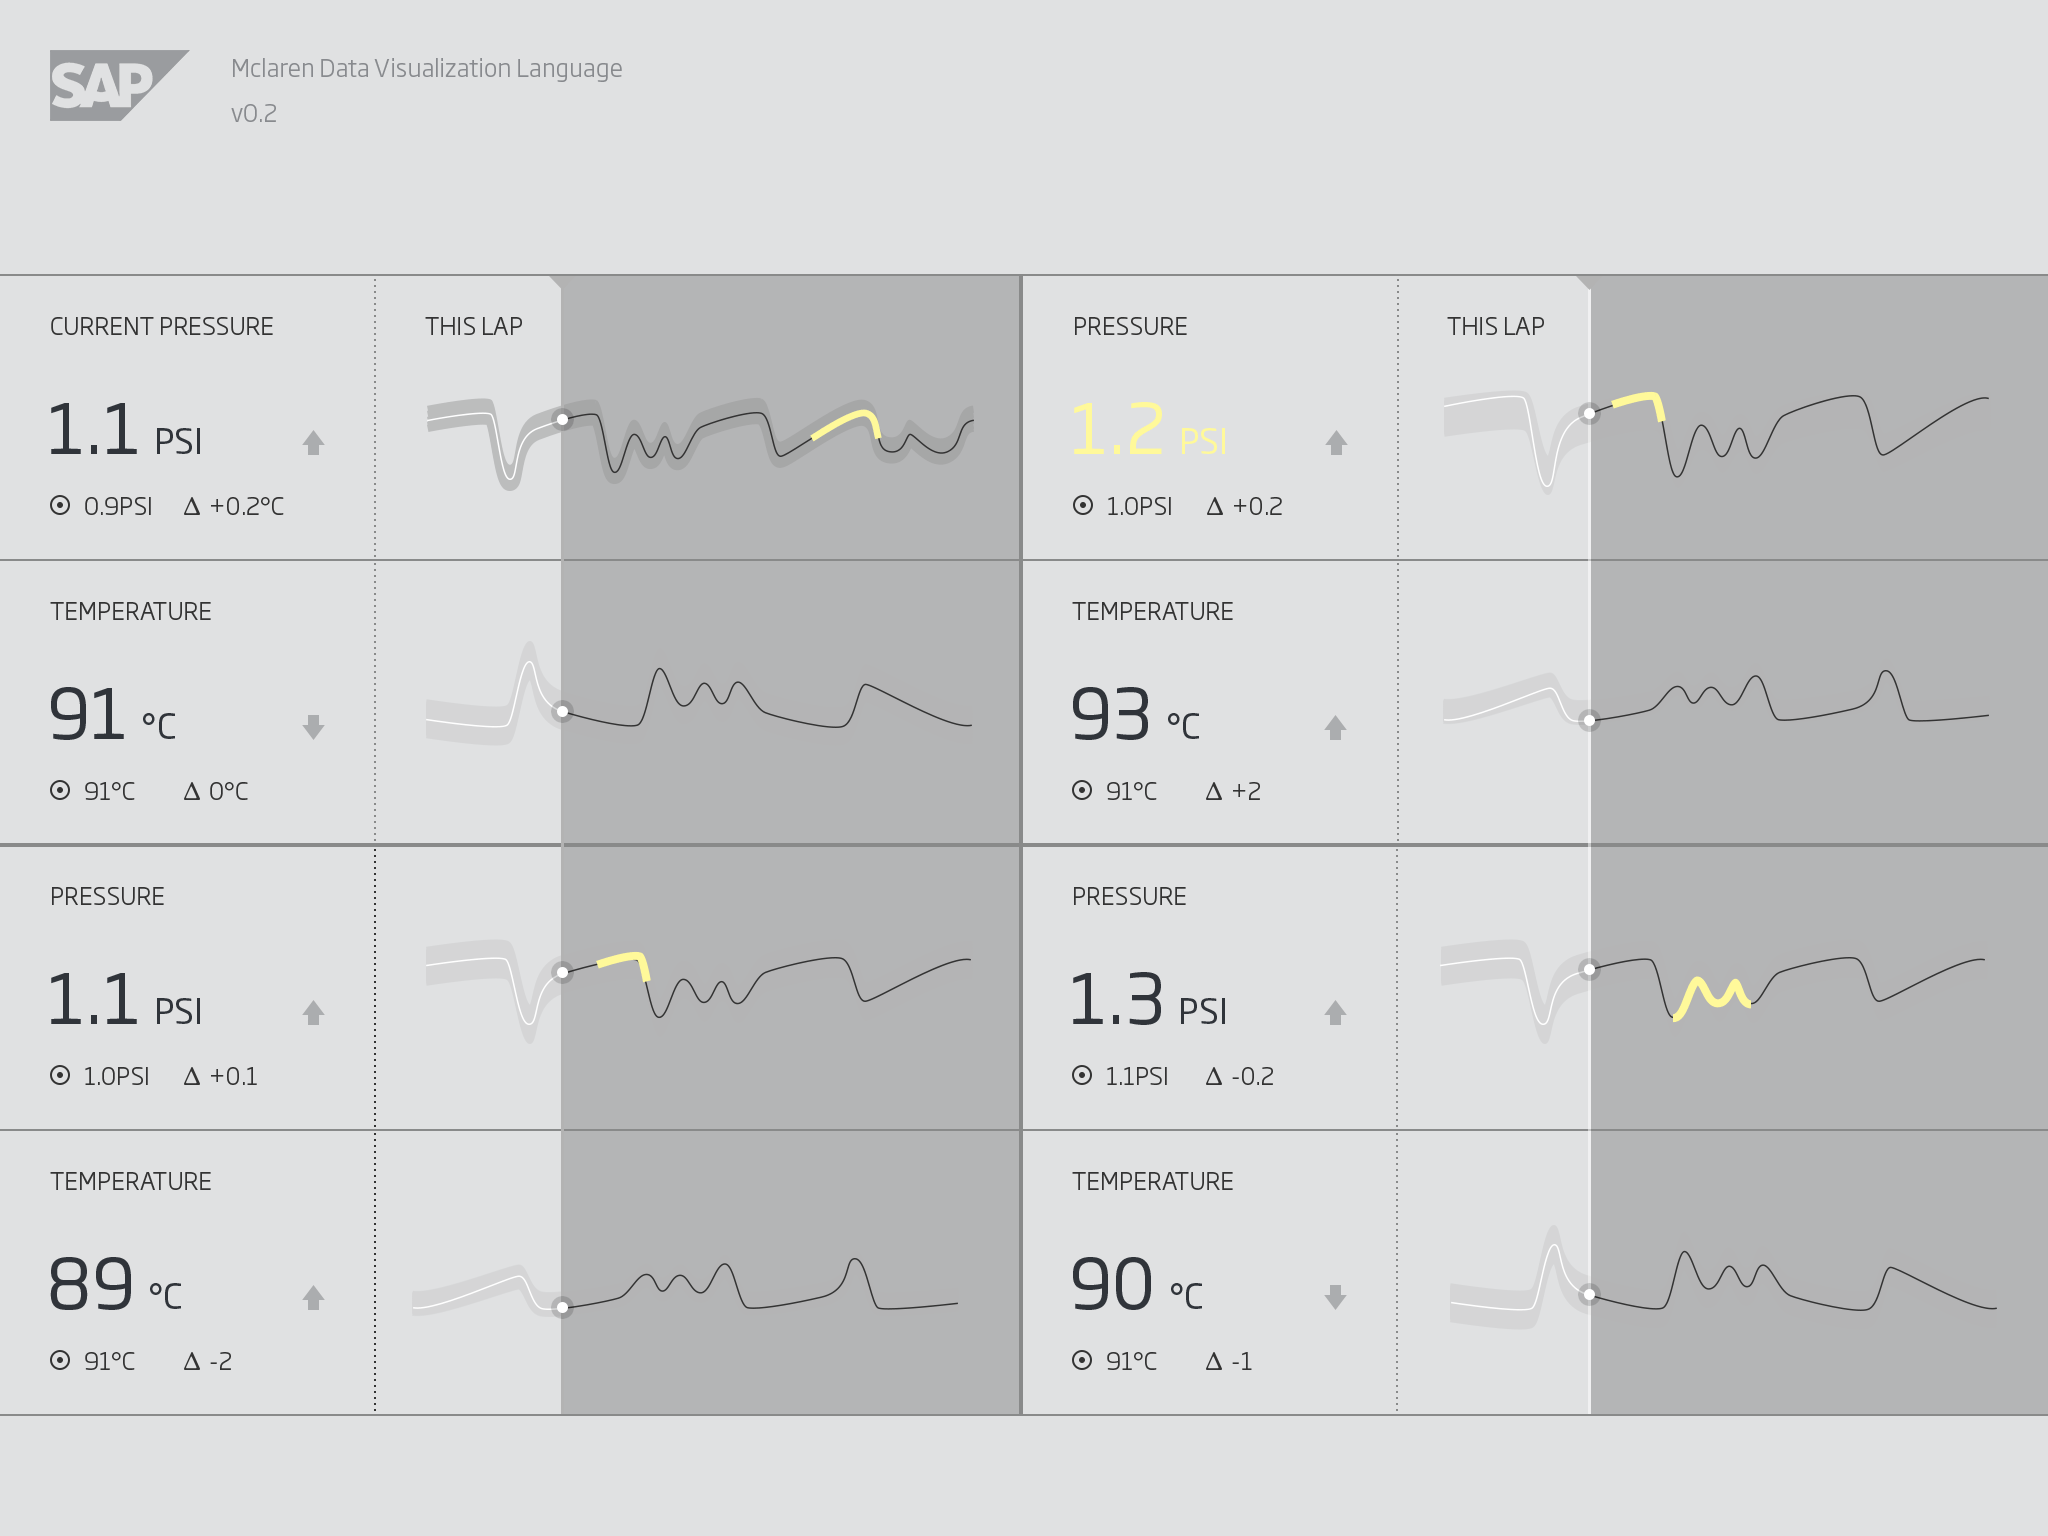 SAP
Mclaren Data Visualization Language
v0.2
CURRENT PRESSURE
THIS LAP
1.1 PSI
0.9PSI Δ +0.2°C
PRESSURE
THIS LAP
1.2 PSI
1.0PSI Δ +0.2
TEMPERATURE
91 °C
91°C Δ 0°C
TEMPERATURE
93 °C
91°C Δ +2
PRESSURE
1.1 PSI
1.0PSI Δ +0.1
PRESSURE
1.3 PSI
1.1PSI Δ -0.2
TEMPERATURE
89 °C
91°C Δ -2
TEMPERATURE
90 °C
91°C Δ -1